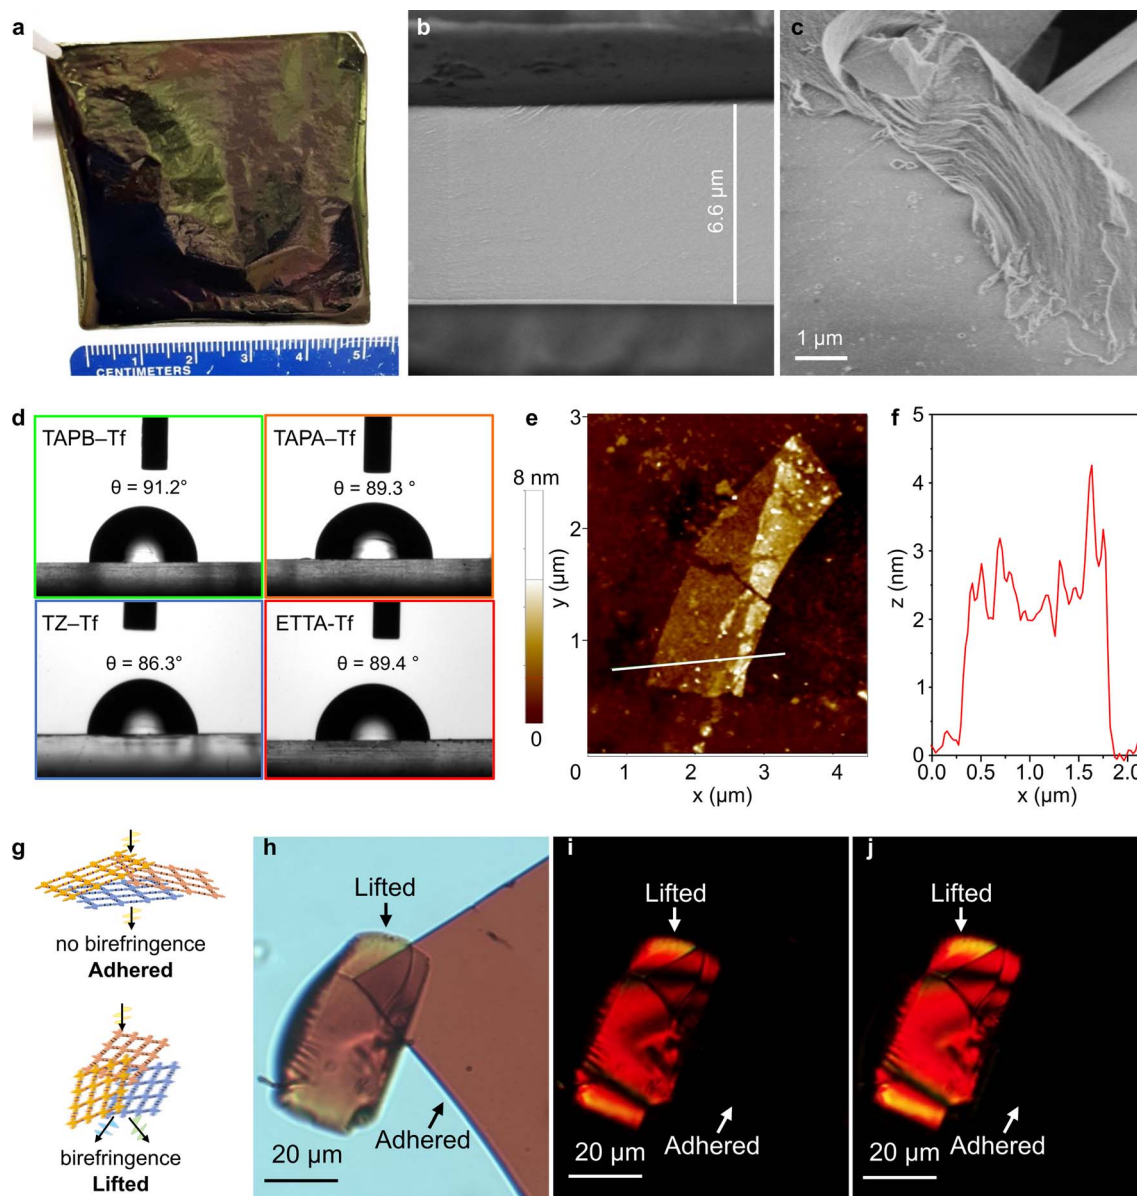 a
1 2 3 4 5
CENTIMETERS
b
6.6 μm
c
1 μm
d
TAPB–Tf
θ = 91.2°
TAPA–Tf
θ = 89.3 °
TZ–Tf
θ = 86.3°
ETTA-Tf
θ = 89.4 °
e
8 nm
0
3
2
1
y (μm)
0 1 2 3 4
x (μm)
f
5
4
3
2
1
0
z (nm)
0.0 0.5 1.0 1.5 2.0
x (μm)
g
no birefringence
Adhered
birefringence
Lifted
h
Lifted
Adhered
20 μm
i
Lifted
Adhered
20 μm
j
Lifted
Adhered
20 μm